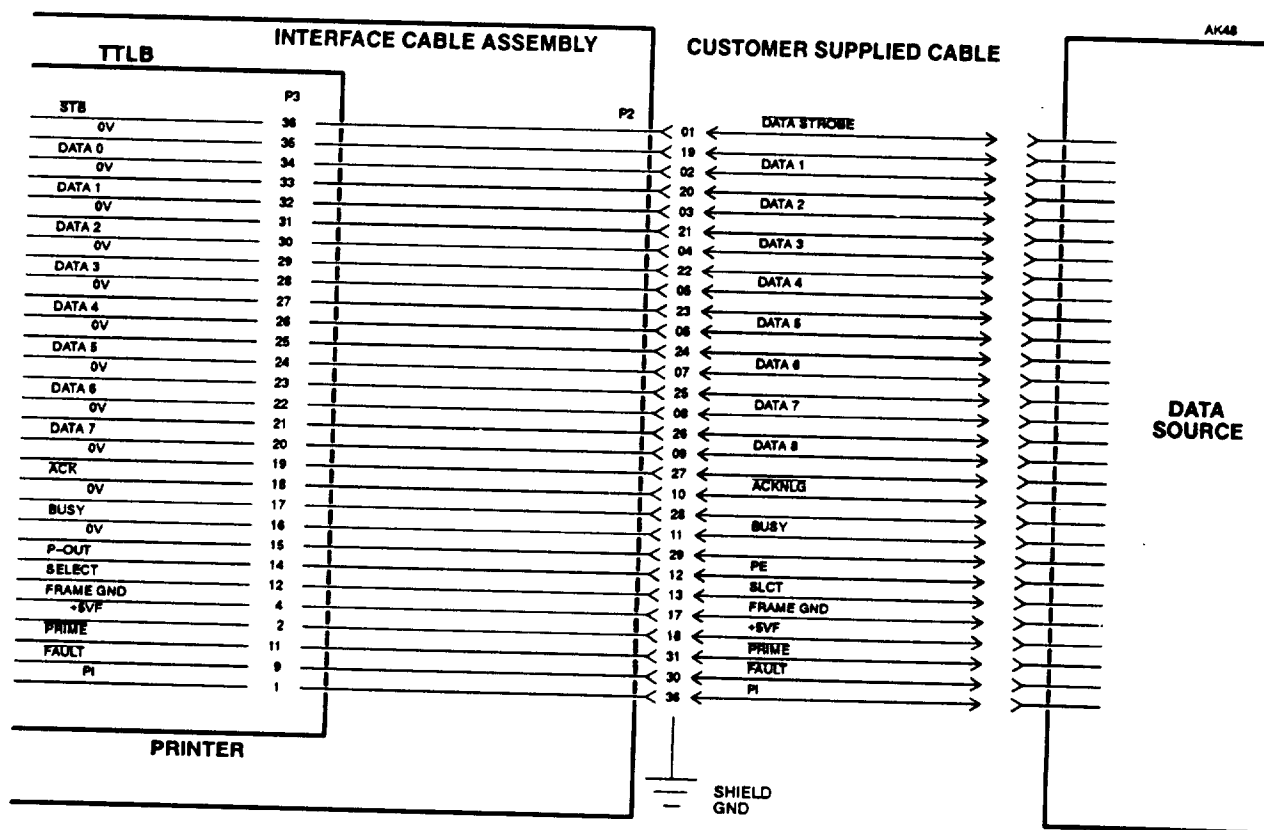 AK48
INTERFACE CABLE ASSEMBLY
CUSTOMER SUPPLIED CABLE
TTLB
P3
P2
STB 36 01 DATA STROBE
0V 35 19
DATA 0 34 02 DATA 1
0V 33 20
DATA 1 32 03 DATA 2
0V 31 21
DATA 2 30 04 DATA 3
0V 29 22
DATA 3 28 05 DATA 4
0V 27 23
DATA 4 26 06 DATA 5
0V 25 24
DATA 5 24 07 DATA 6
0V 23 25
DATA 6 22 08 DATA 7
0V 21 26
DATA 7 20 09 DATA 8
0V 19 27
ACK 18 10 ACKNLG
0V 17 28
BUSY 16 11 BUSY
0V 15 29
P-OUT 14 12 PE
SELECT 12 13 SLCT
FRAME GND 4 17 FRAME GND
+5VF 2 18 +5VF
PRIME 11 31 PRIME
FAULT 9 30 FAULT
PI 1 36 PI
DATA
SOURCE
PRINTER
SHIELD
GND